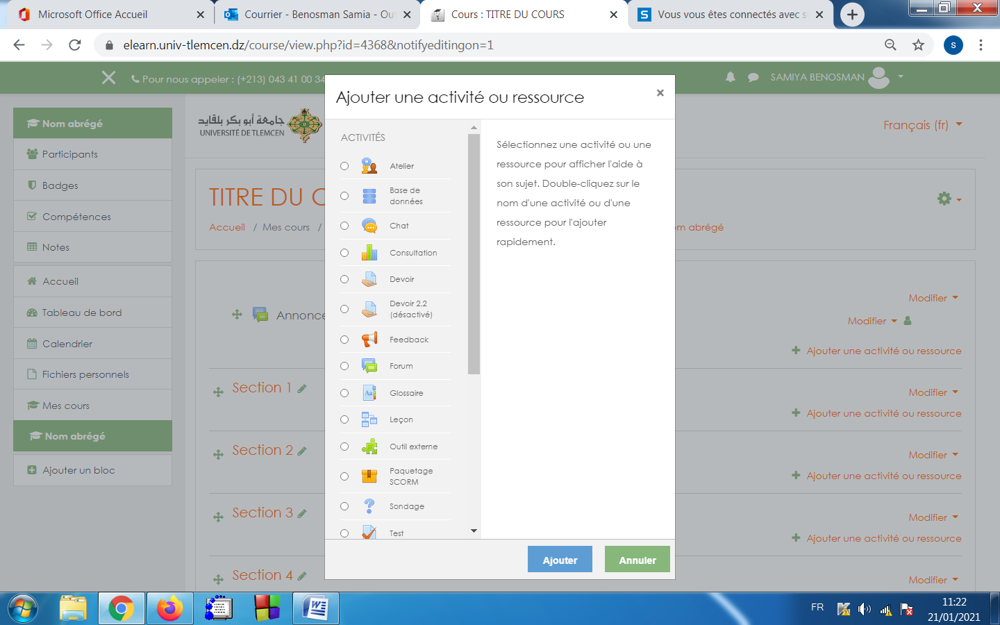 Microsoft Office Accueil
Courrier - Benosman Samia - Ou
Cours : TITRE DU COURS
Vous vous êtes connectés avec s
elearn.univ-tlemcen.dz/course/view.php?id=4368&notifyeditingon=1
s
Pour nous appeler : (+213) 043 41 00 34
SAMIYA BENOSMAN
Nom abrégé
Participants
Badges
Compétences
Notes
Accueil
Tableau de bord
Calendrier
Fichiers personnels
Mes cours
Nom abrégé
Ajouter un bloc
جامعة أبو بكر بلقايد
UNIVERSITÉ DE TLEMCEN
Français (fr)
TITRE DU C
Accueil / Mes cours /
m abrégé
Annonce
Modifier
Modifier
Ajouter une activité ou ressource
Section 1
Modifier
Ajouter une activité ou ressource
Section 2
Modifier
Ajouter une activité ou ressource
Section 3
Modifier
Ajouter une activité ou ressource
Section 4
Modifier
Ajouter une activité ou ressource
ACTIVITÉS
Atelier
Base de
données
Chat
Consultation
Devoir
Devoir 2.2
(désactivé)
Feedback
Forum
Glossaire
Leçon
Outil externe
Paquetage
SCORM
Sondage
Test
Sélectionnez une activité ou une
ressource pour afficher l'aide à
son sujet. Double-cliquez sur le
nom d'une activité ou d'une
ressource pour l'ajouter
rapidement.
Ajouter
Annuler
FR
11:22
21/01/2021